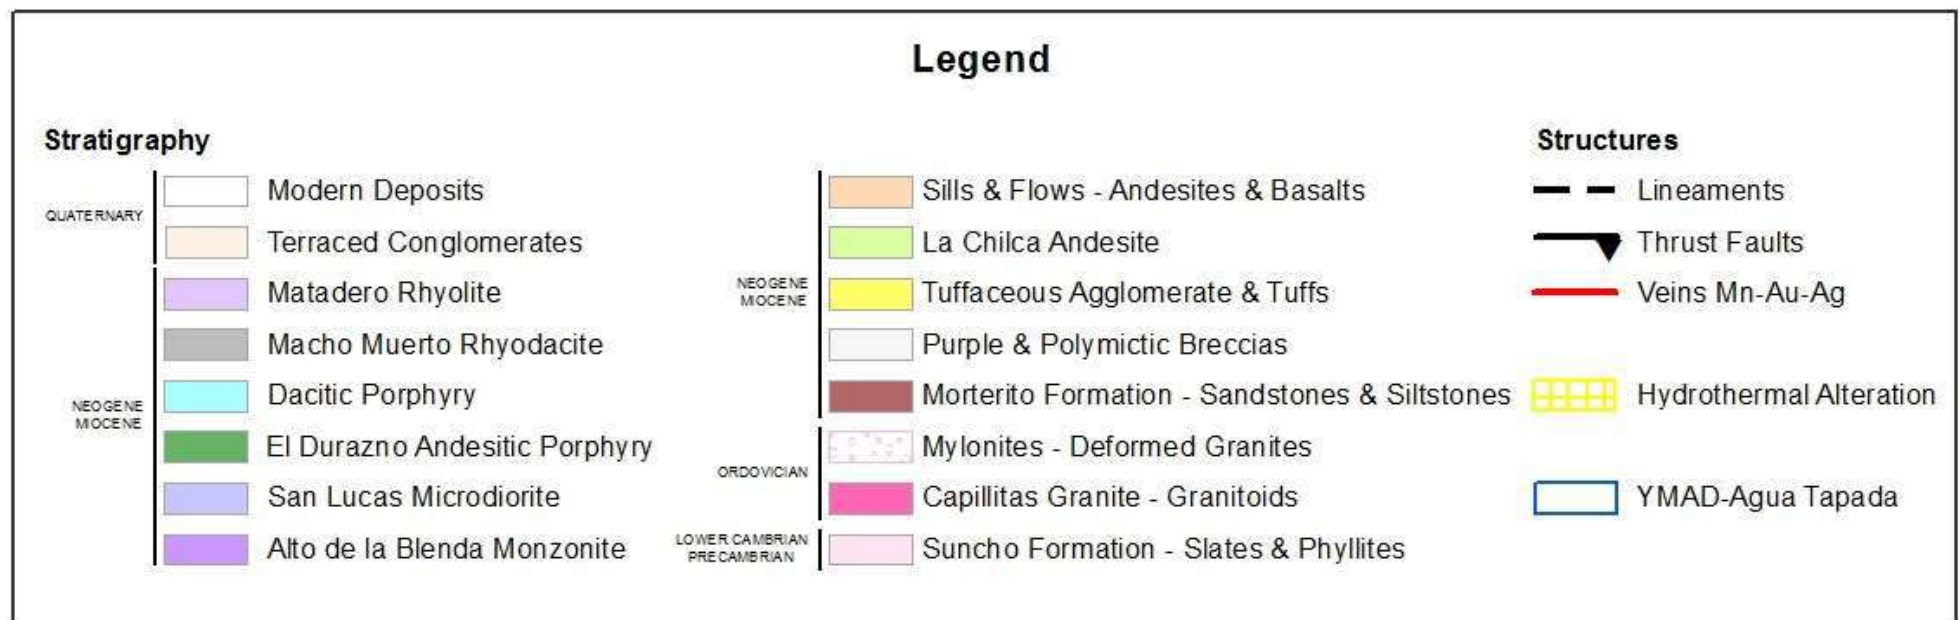 Legend
Stratigraphy
QUATERNARY
Modern Deposits
Terraced Conglomerates
NEOGENE
MIOCENE
Matadero Rhyolite
Macho Muerto Rhyodacite
Dacitic Porphyry
El Durazno Andesitic Porphyry
San Lucas Microdiorite
Alto de la Blenda Monzonite
NEOGENE
MIOCENE
Sills & Flows - Andesites & Basalts
La Chilca Andesite
Tuffaceous Agglomerate & Tuffs
Purple & Polymictic Breccias
Morterito Formation - Sandstones & Siltstones
ORDOVICIAN
Mylonites - Deformed Granites
Capillitas Granite - Granitoids
LOWER CAMBRIAN
PRECAMBRIAN
Suncho Formation - Slates & Phyllites
Structures
Lineaments
Thrust Faults
Veins Mn-Au-Ag
Hydrothermal Alteration
YMAD-Agua Tapada